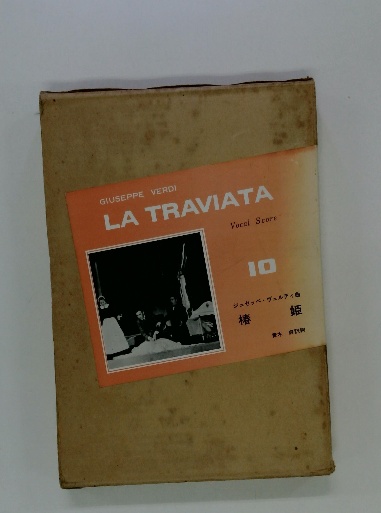 GIUSEPPE VERDI
LA TRAVIATA
Vocal Score
10
ジュゼッペ・ヴェルディ曲
椿 姫